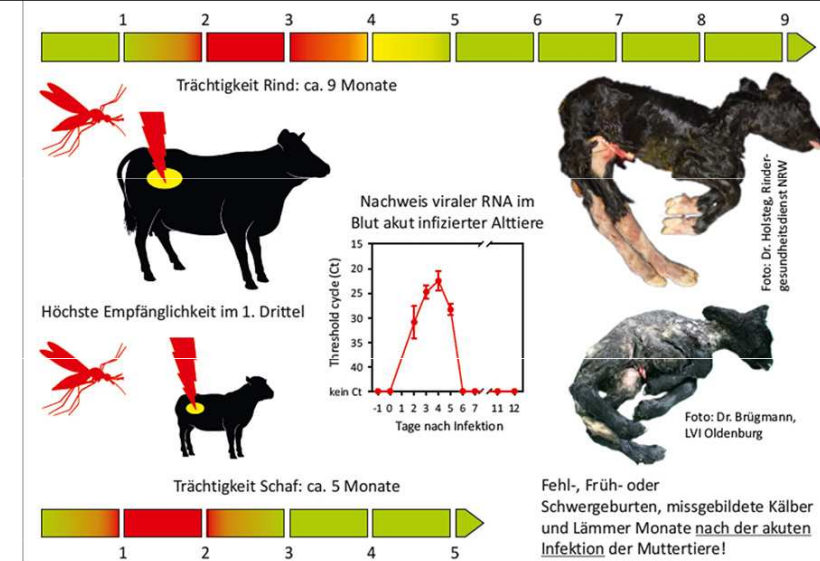 1 2 3 4 5 6 7 8 9
Trächtigkeit Rind: ca. 9 Monate
Nachweis viraler RNA im
Blut akut infizierter Alttiere
Threshold cycle (Ct)
15
20
25
30
35
40
kein Ct
-1 0 1 2 3 4 5 6 7 11 12
Tage nach Infektion
Foto: Dr. Holsteg, Rinder-
gesundheitsdienst NRW
Höchste Empfänglichkeit im 1. Drittel
Foto: Dr. Brügmann,
LVI Oldenburg
Trächtigkeit Schaf: ca. 5 Monate
1 2 3 4 5
Fehl-, Früh- oder
Schwergeburten, missgebildete Kälber
und Lämmer Monate nach der akuten
Infektion der Muttertiere!